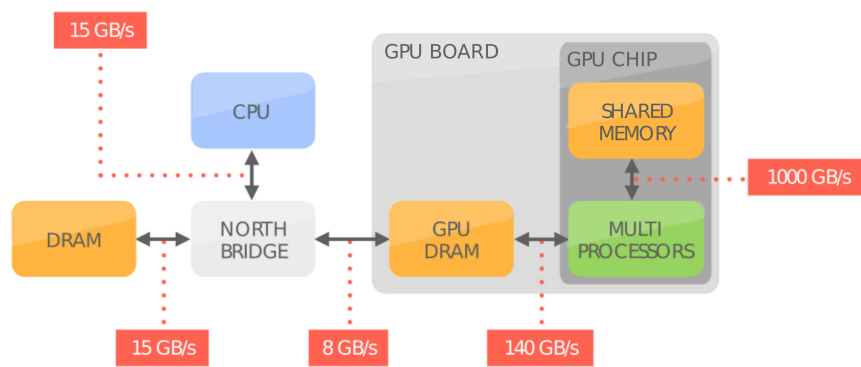 15 GB/s
GPU BOARD
GPU CHIP
CPU
SHARED
MEMORY
1000 GB/s
DRAM
NORTH
BRIDGE
GPU
DRAM
MULTI
PROCESSORS
15 GB/s
8 GB/s
140 GB/s